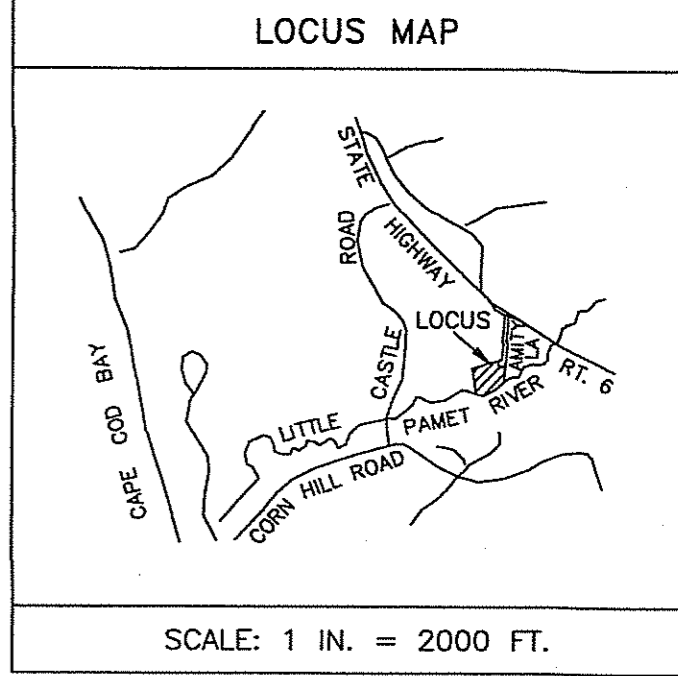 LOCUS MAP
STATE HIGHWAY
ROAD
CASTLE
LOCUS
AMITY LA
RT. 6
CAPE COD BAY
LITTLE PAMET RIVER
CORN HILL ROAD
SCALE: 1 IN. = 2000 FT.